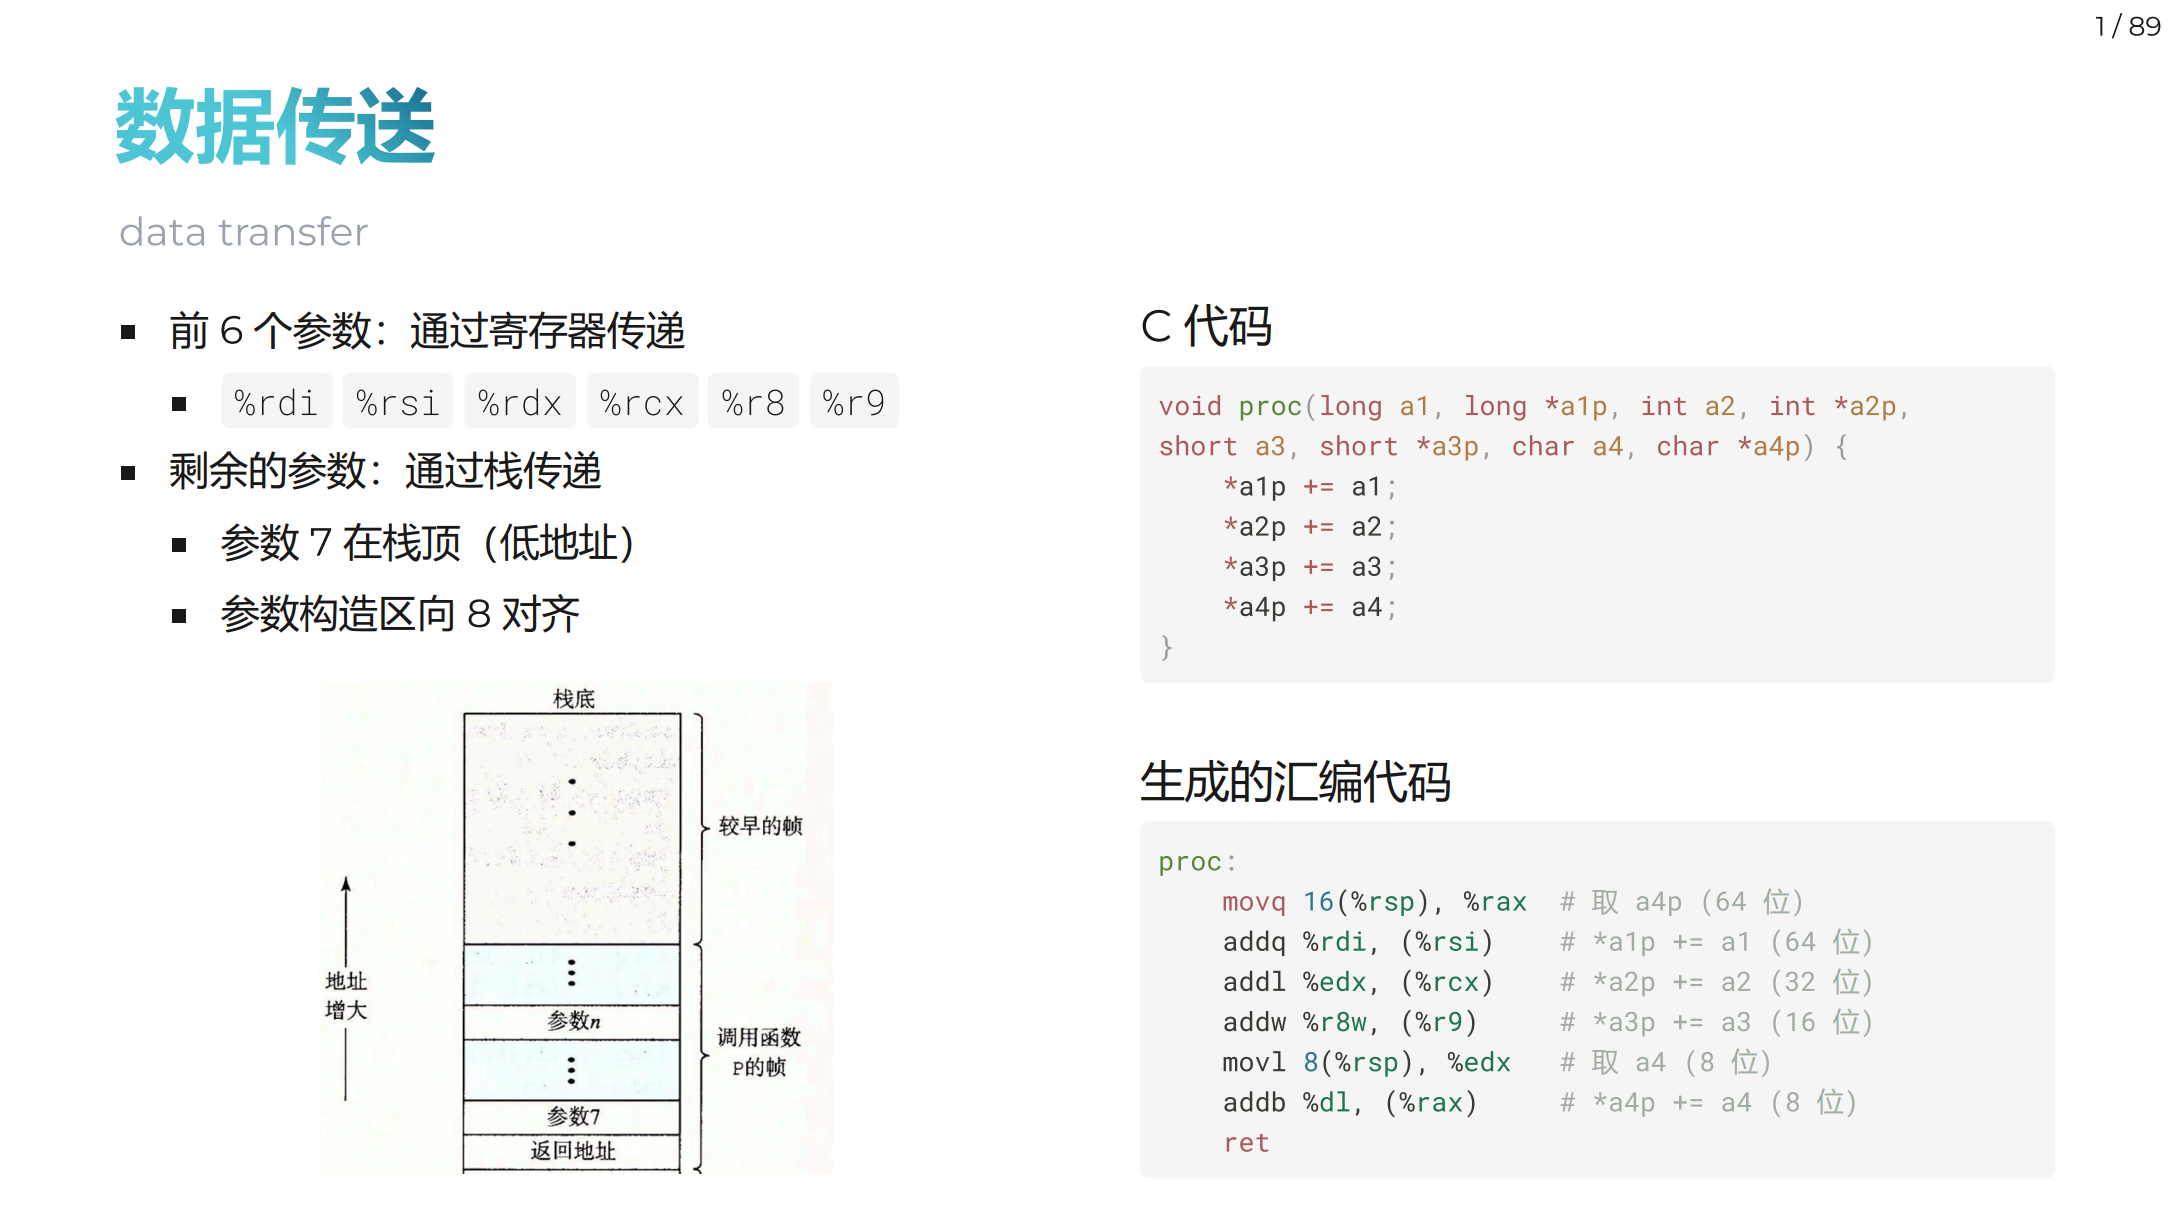 1 / 89
数据传送
data transfer
前 6 个参数：通过寄存器传递
%rdi %rsi %rdx %rcx %r8 %r9
剩余的参数：通过栈传递
参数 7 在栈顶（低地址）
参数构造区向 8 对齐
栈底
较早的帧
地址
增大
参数n
调用函数
P的帧
参数7
返回地址
C 代码
void proc(long a1, long *a1p, int a2, int *a2p,
short a3, short *a3p, char a4, char *a4p) {
    *a1p += a1;
    *a2p += a2;
    *a3p += a3;
    *a4p += a4;
}
生成的汇编代码
proc:
    movq 16(%rsp), %rax  # 取 a4p (64 位)
    addq %rdi, (%rsi)    # *a1p += a1 (64 位)
    addl %edx, (%rcx)    # *a2p += a2 (32 位)
    addw %r8w, (%r9)     # *a3p += a3 (16 位)
    movl 8(%rsp), %edx   # 取 a4 (8 位)
    addb %dl, (%rax)     # *a4p += a4 (8 位)
    ret